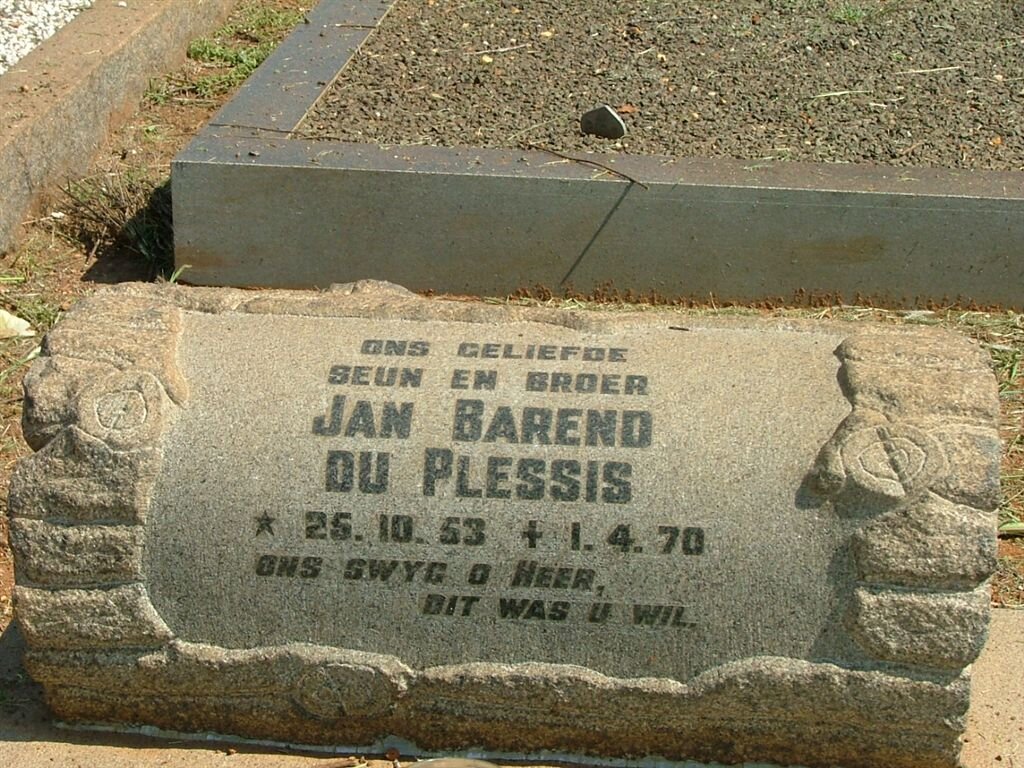 ONS GELIEFDE
SEUN EN BROER
JAN BAREND
DU PLESSIS
★ 25. 10. 53 ✝ 1. 4. 70
ONS SWYG O HEER,
DIT WAS U WIL.